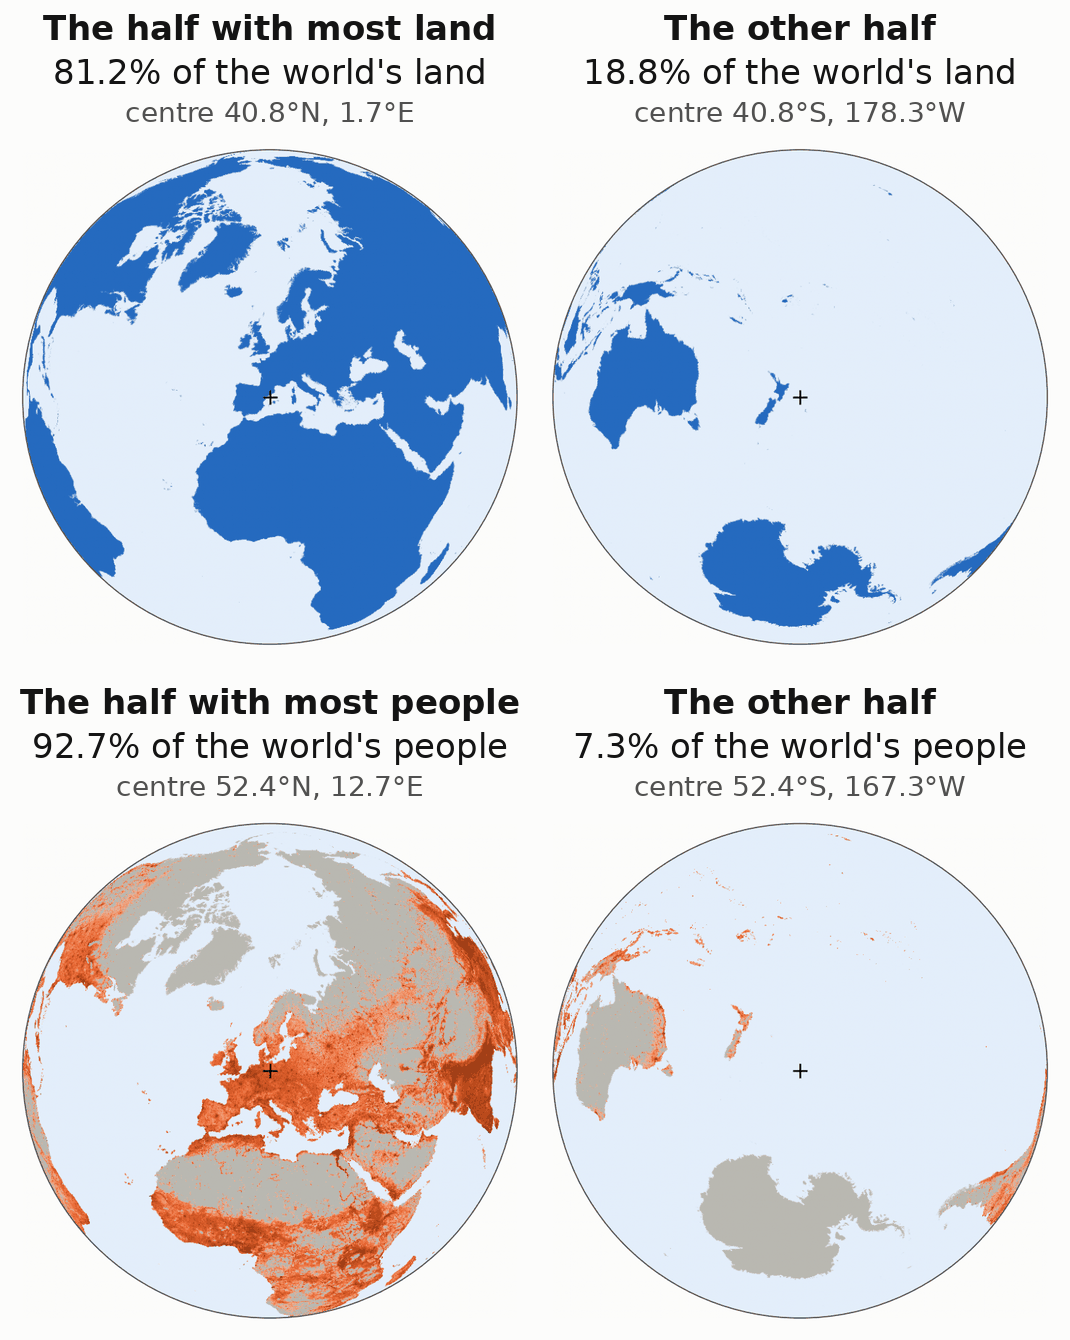 The half with most land
81.2% of the world's land
centre 40.8°N, 1.7°E
The other half
18.8% of the world's land
centre 40.8°S, 178.3°W
The half with most people
92.7% of the world's people
centre 52.4°N, 12.7°E
The other half
7.3% of the world's people
centre 52.4°S, 167.3°W